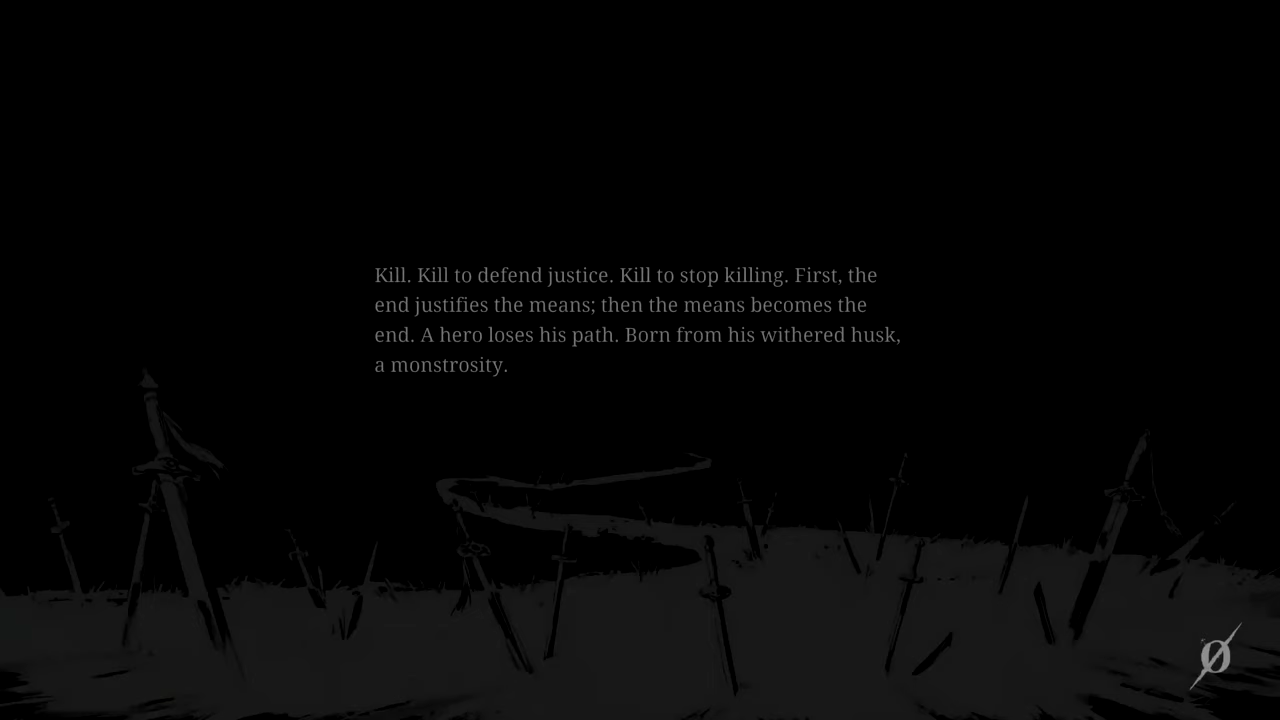 Kill. Kill to defend justice. Kill to stop killing. First, the
end justifies the means; then the means becomes the
end. A hero loses his path. Born from his withered husk,
a monstrosity.
Ø